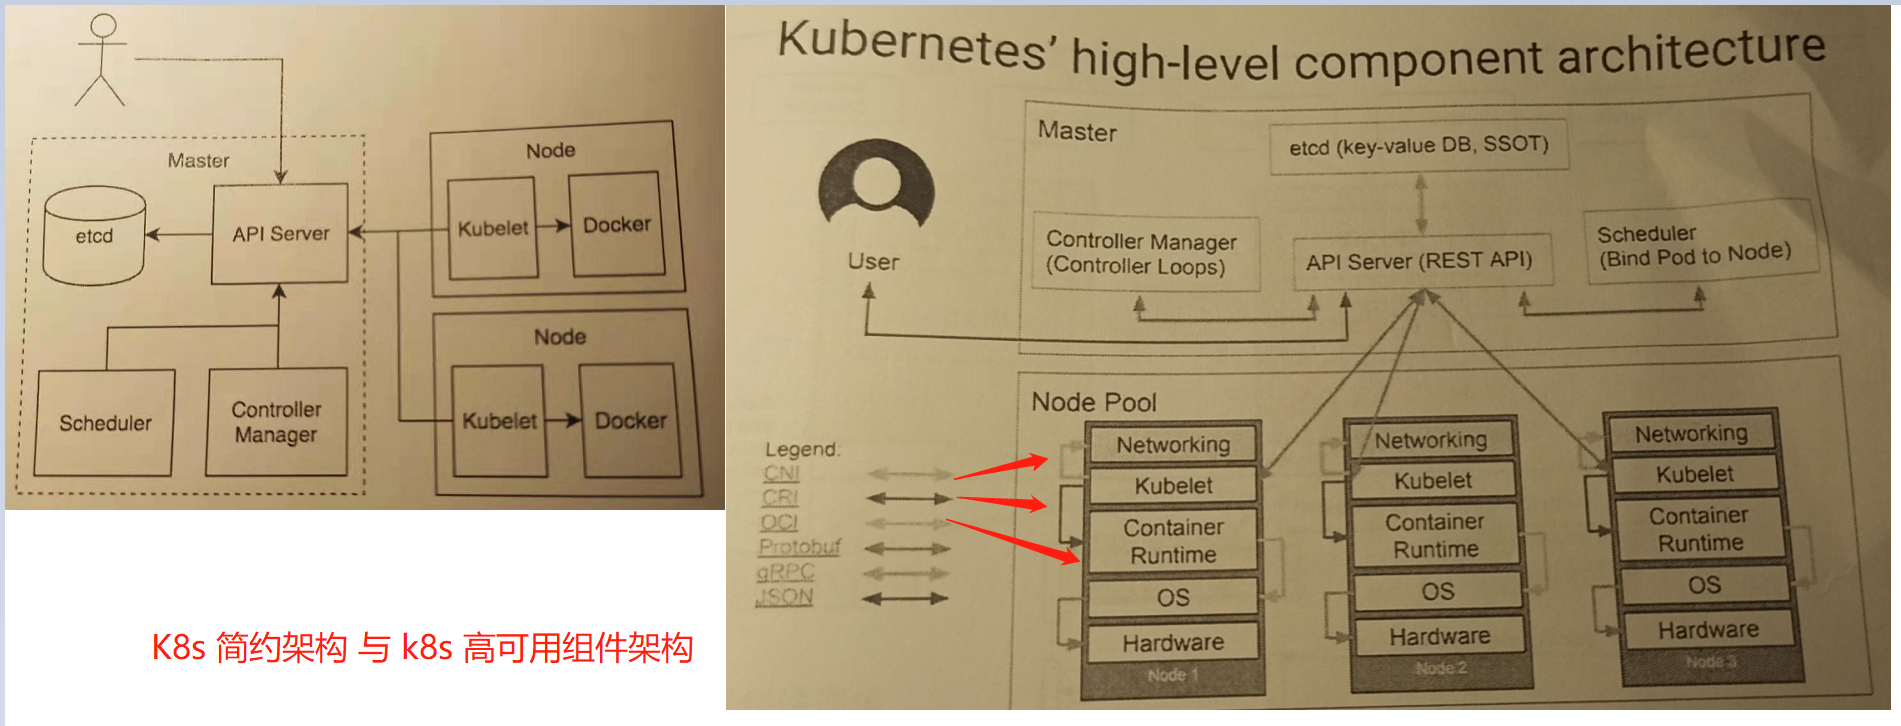 Master
etcd
API Server
Scheduler
Controller
Manager
Node
Kubelet
Docker
Node
Kubelet
Docker
K8s 简约架构 与 k8s 高可用组件架构
Kubernetes' high-level component architecture
Master
etcd (key-value DB, SSOT)
Controller Manager
(Controller Loops)
API Server (REST API)
Scheduler
(Bind Pod to Node)
User
Legend:
CNI
CRI
OCI
Protobuf
gRPC
JSON
Node Pool
Networking
Kubelet
Container
Runtime
OS
Hardware
Node 1
Networking
Kubelet
Container
Runtime
OS
Hardware
Node 2
Networking
Kubelet
Container
Runtime
OS
Hardware
Node 3